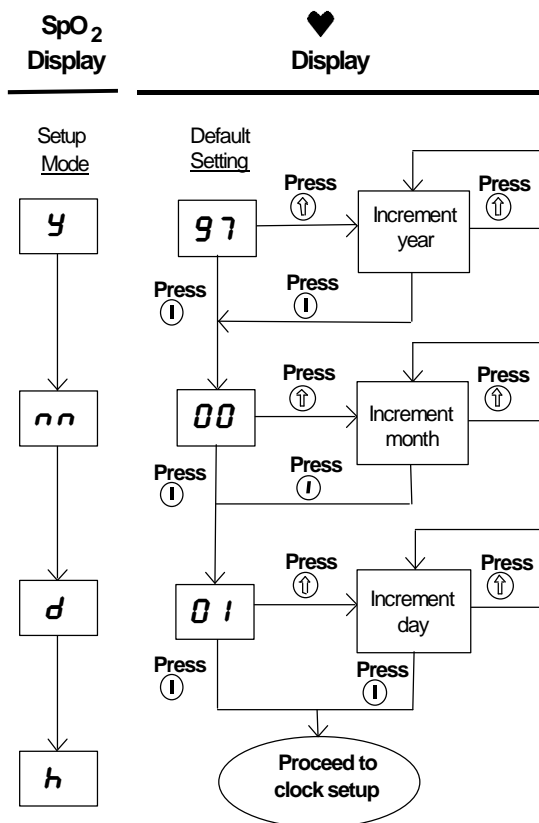 SpO2
Display
Display
Setup
Mode
Default
Setting
y
97
Press
Increment
year
Press
Press
I
Press
I
nn
00
Press
Increment
month
Press
Press
I
Press
I
d
01
Press
Increment
day
Press
Press
I
Press
I
h
Proceed to
clock setup